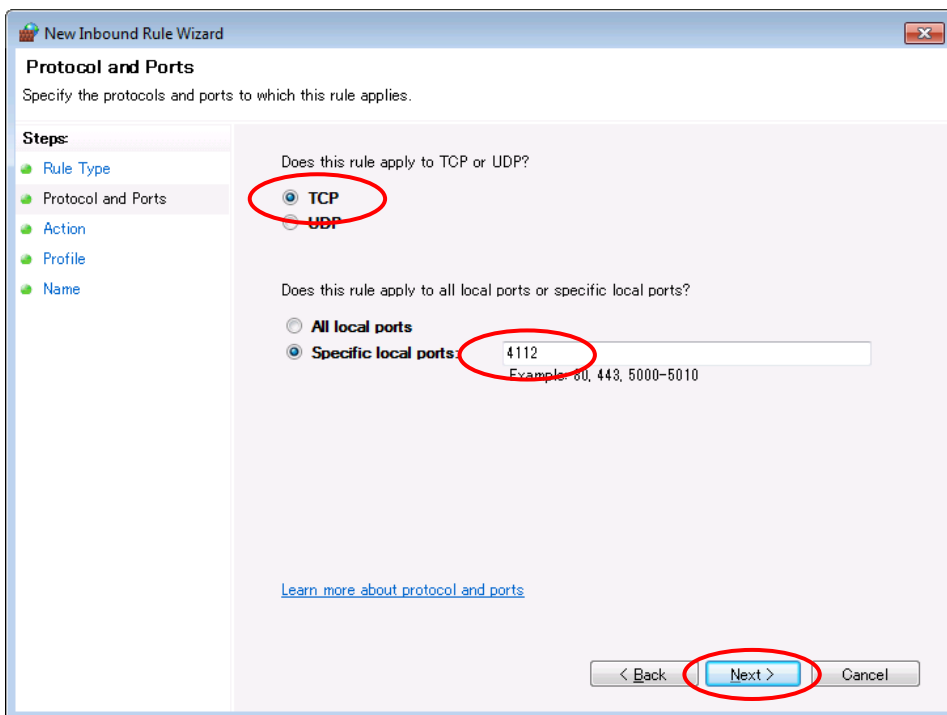 New Inbound Rule Wizard
Protocol and Ports
Specify the protocols and ports to which this rule applies.
Steps:
Rule Type
Protocol and Ports
Action
Profile
Name
Does this rule apply to TCP or UDP?
TCP
UDP
Does this rule apply to all local ports or specific local ports?
All local ports
Specific local ports:
4112
Example: 80, 443, 5000-5010
Learn more about protocol and ports
< Back
Next >
Cancel